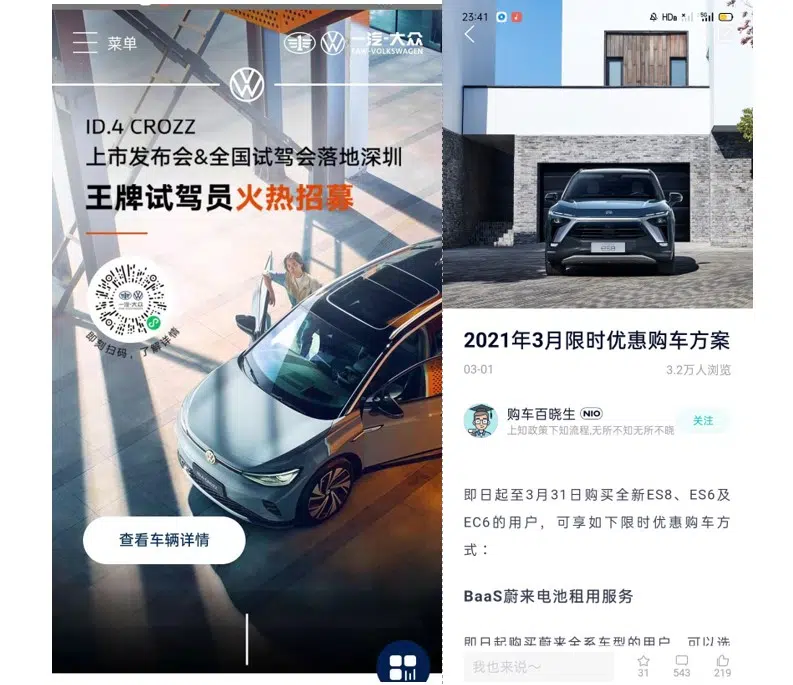 菜单
一汽-大众
FAW-VOLKSWAGEN
ID.4 CROZZ
上市发布会&全国试驾会落地深圳
王牌试驾员火热招募
一汽-大众
即刻扫码，了解详情
查看车辆详情
23:41
HD
2021年3月限时优惠购车方案
03-01
3.2万人浏览
购车百晓生 NIO
上知政策下知流程,无所不知无所不晓
关注
即日起至3月31日购买全新ES8、ES6及
EC6的用户，可享如下限时优惠购车方
式：
BaaS蔚来电池租用服务
即日起购买蔚来全系车型的用户，可以选
我也来说～
31
543
219